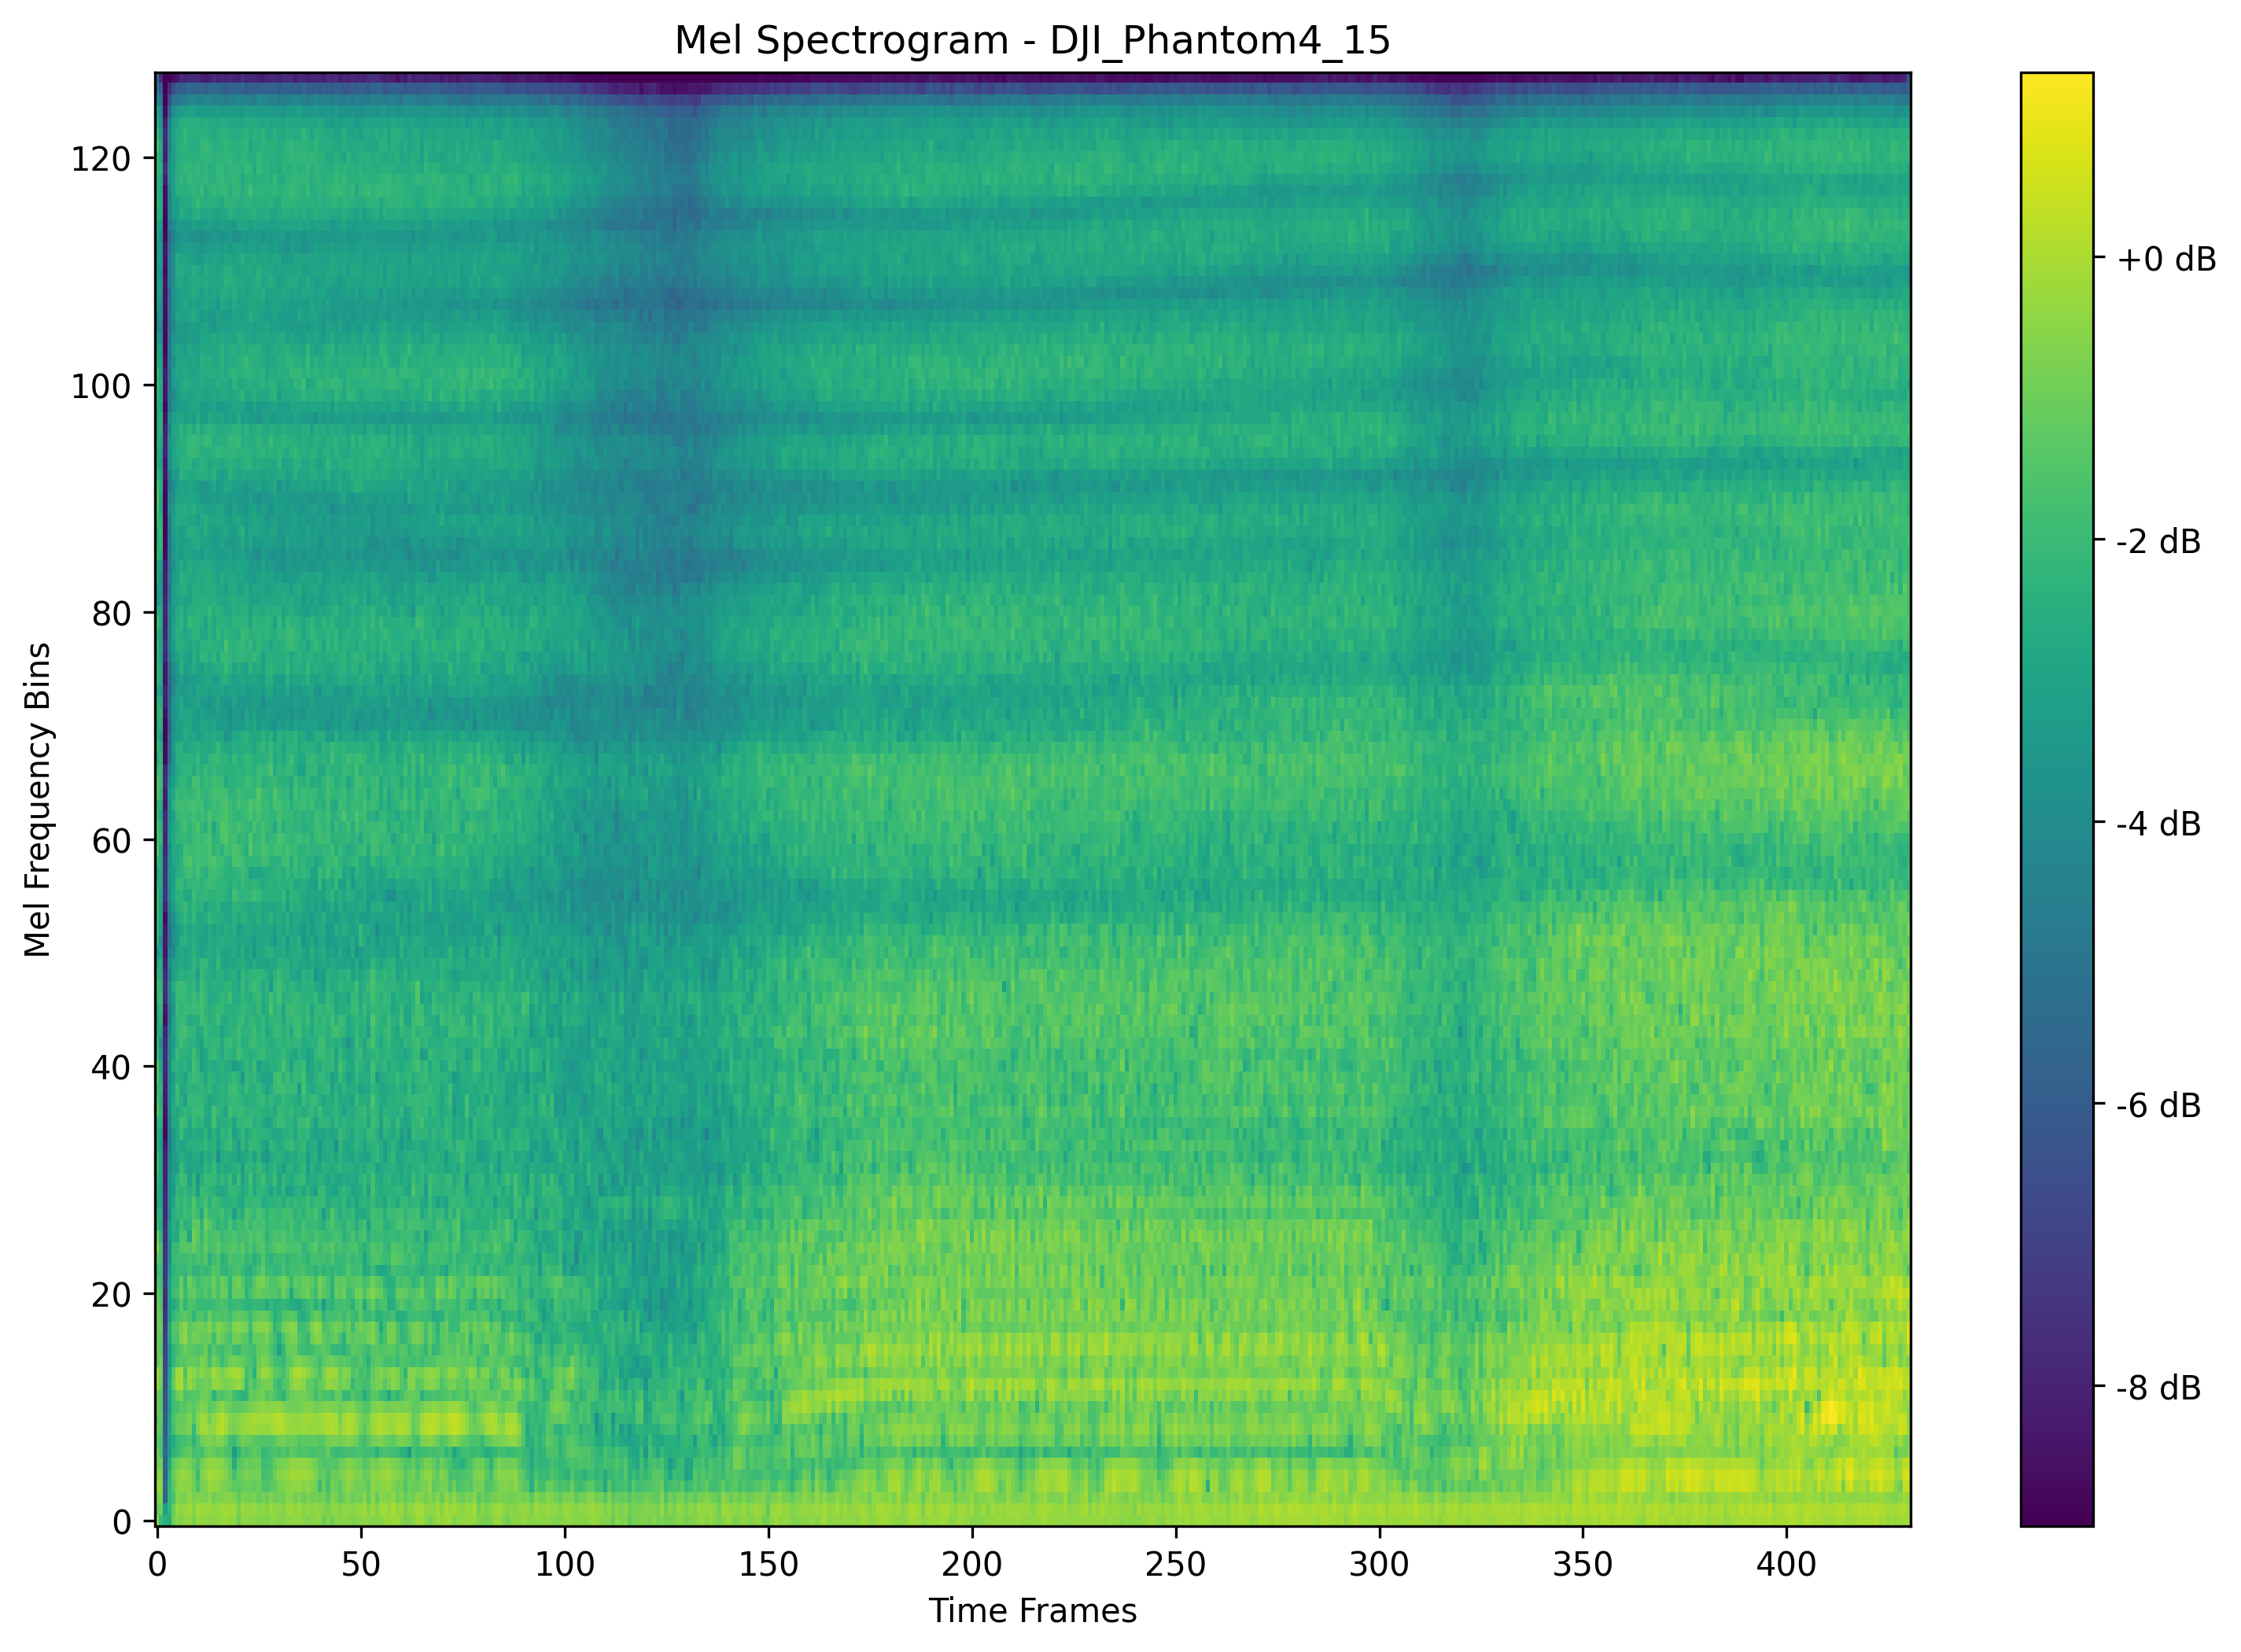 Mel Spectrogram - DJI_Phantom4_15
Mel Frequency Bins
120
100
80
60
40
20
0
0 50 100 150 200 250 300 350 400
Time Frames
+0 dB
-2 dB
-4 dB
-6 dB
-8 dB